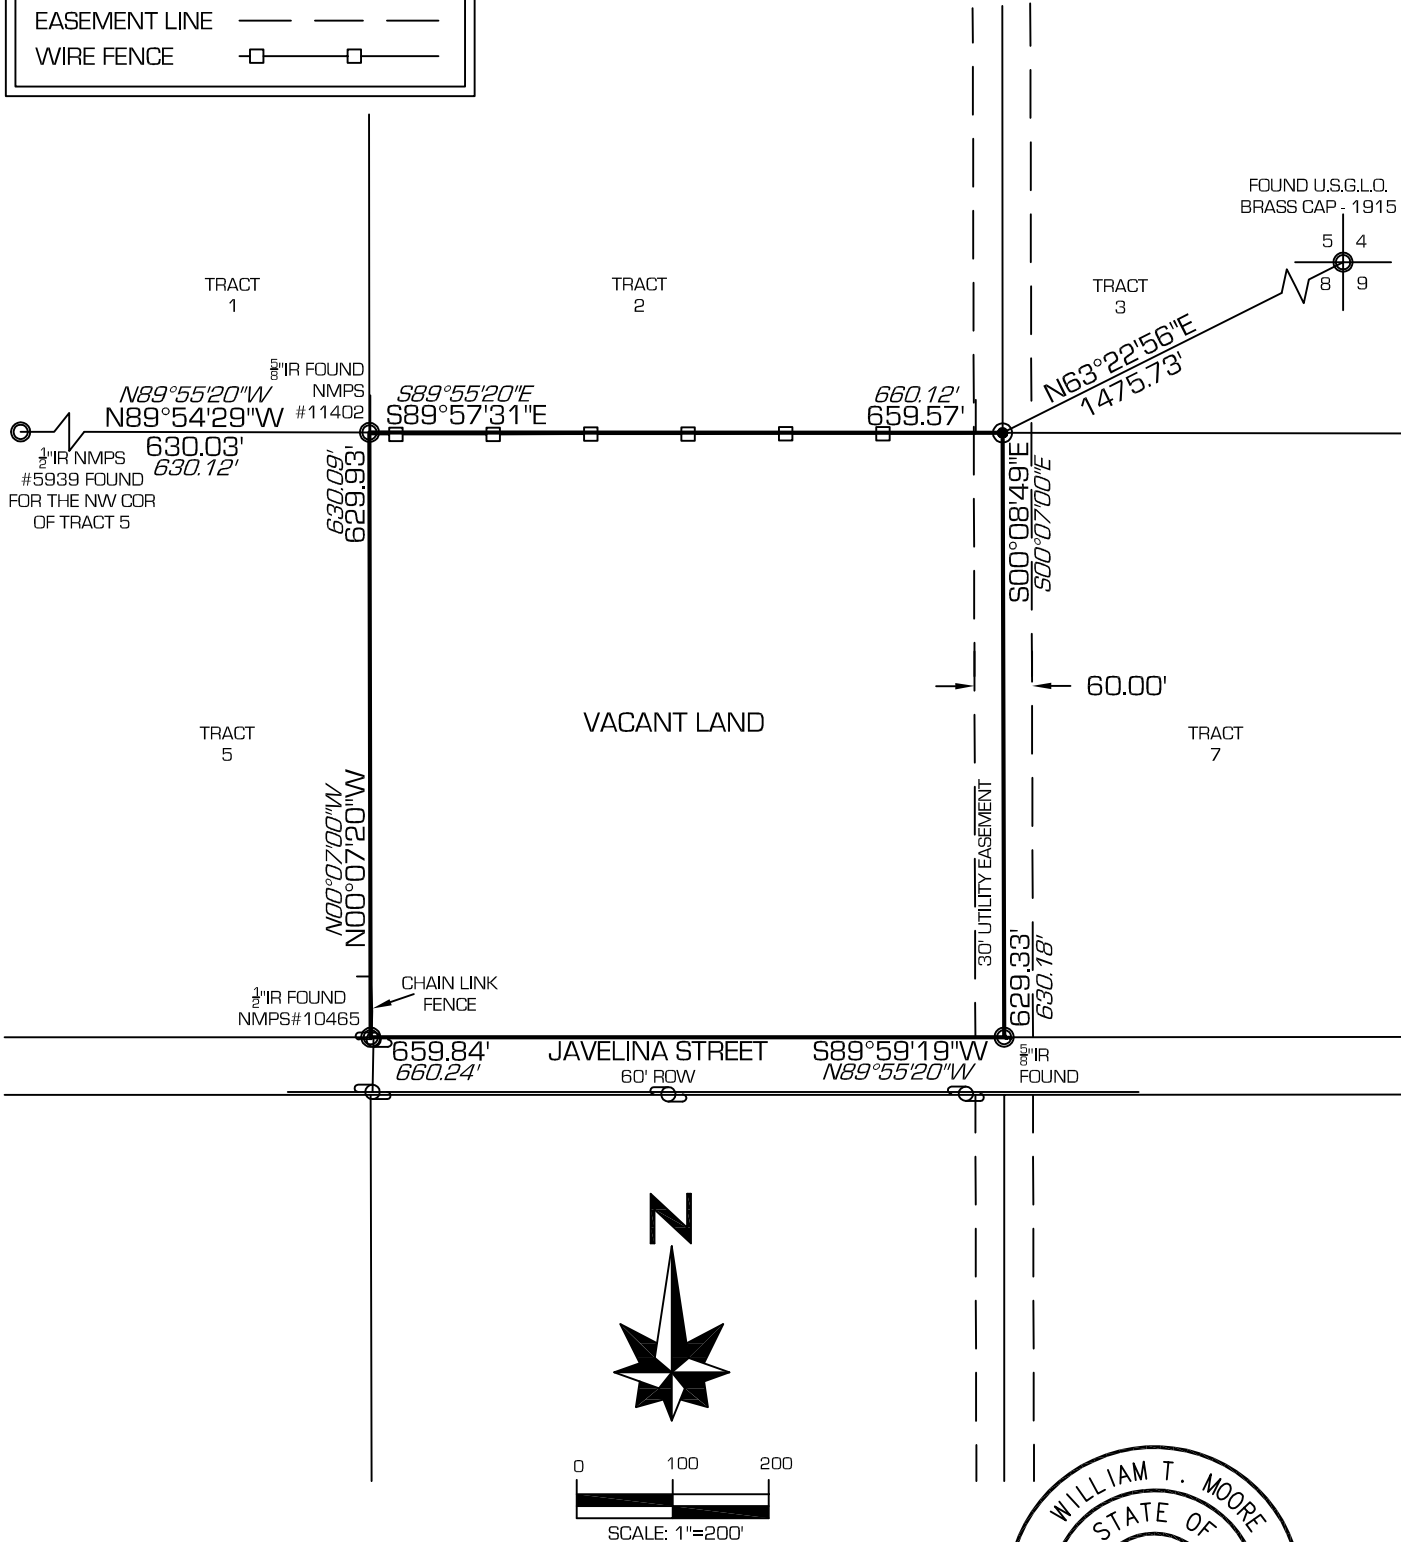 EASEMENT LINE
WIRE FENCE
FOUND U.S.G.L.O.
BRASS CAP - 1915
5 4
8 9
TRACT
1
TRACT
2
TRACT
3
N63°22'56"E
1475.73'
5/8"IR FOUND
NMPS
#11402
N89°55'20"W
N89°54'29"W
630.03'
630.12'
S89°55'20"E
S89°57'31"E
660.12'
659.57'
1/2"IR NMPS
#5939 FOUND
FOR THE NW COR
OF TRACT 5
630.09'
629.93'
S00°08'49"E
S00°07'00"E
60.00'
VACANT LAND
TRACT
5
TRACT
7
N00°07'00"W
N00°07'20"W
30' UTILITY EASEMENT
629.33'
630.18'
CHAIN LINK
FENCE
1/2"IR FOUND
NMPS#10465
659.84'
660.24'
JAVELINA STREET
60' ROW
S89°59'19"W
N89°55'20"W
5/8"IR
FOUND
N
0 100 200
SCALE: 1"=200'
WILLIAM T. MOORE
STATE OF